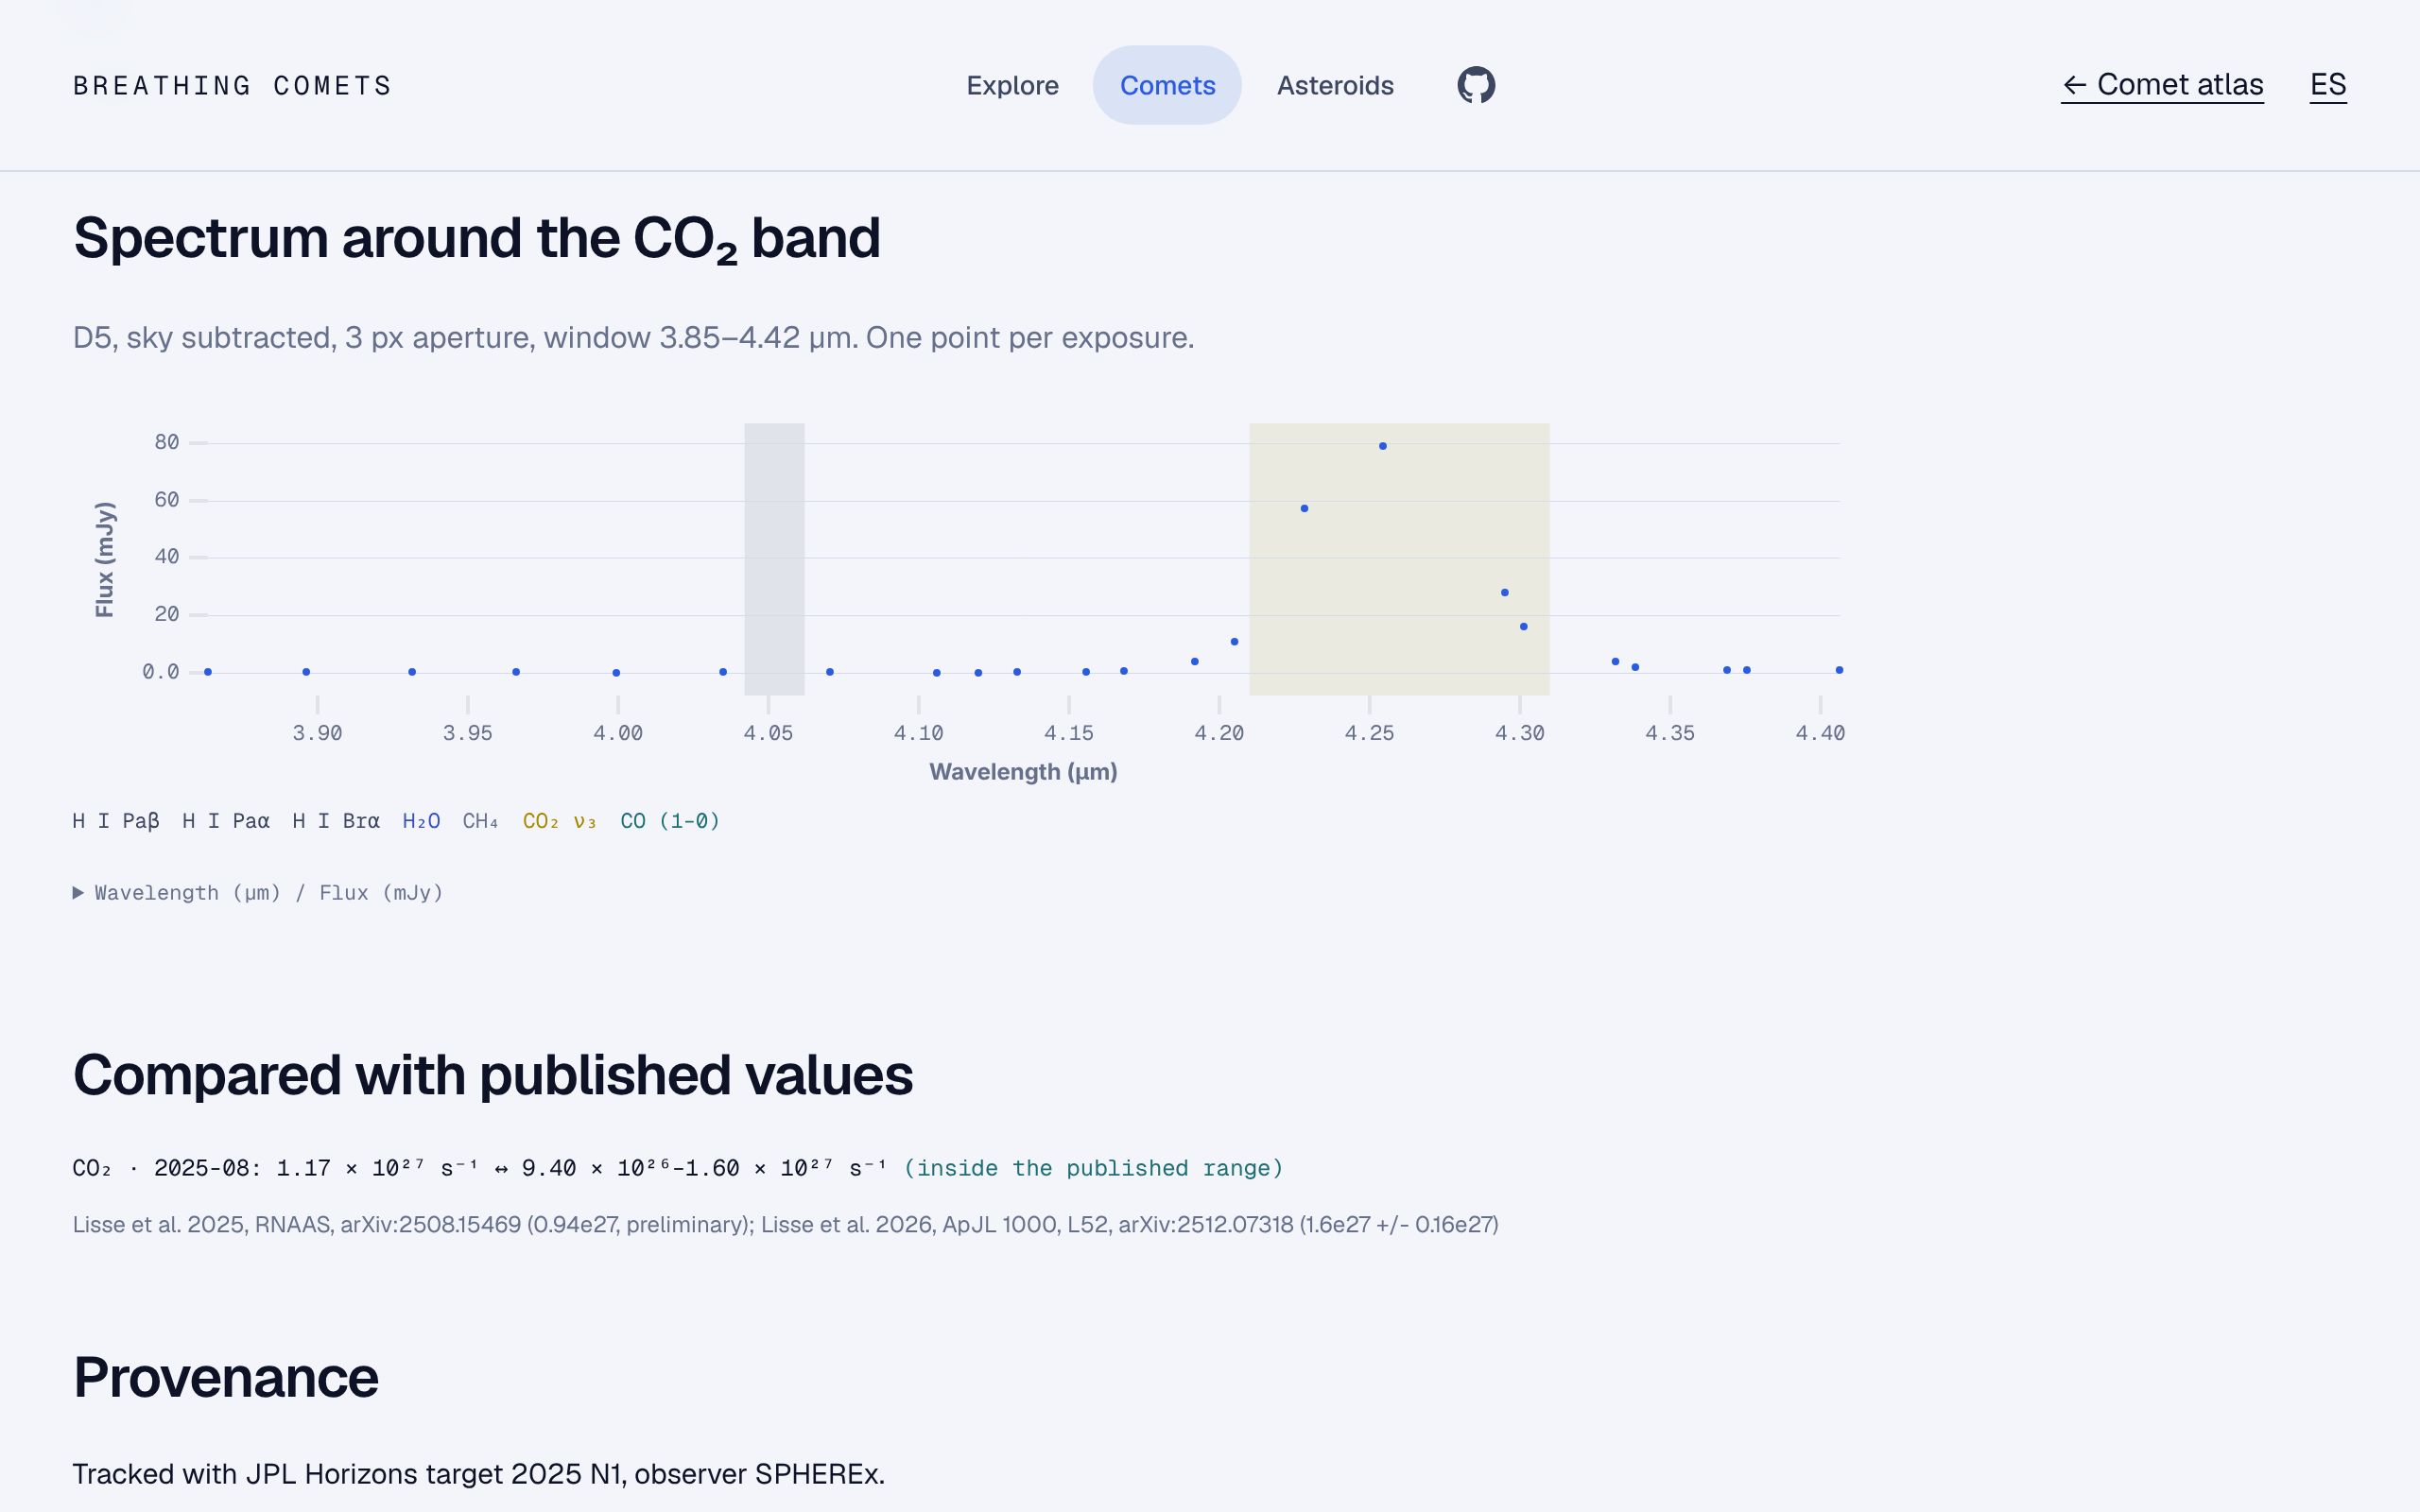 BREATHING COMETS
Explore
Comets
Asteroids
← Comet atlas
ES
Spectrum around the CO₂ band
D5, sky subtracted, 3 px aperture, window 3.85–4.42 µm. One point per exposure.
80
60
40
20
0.0
Flux (mJy)
3.90 3.95 4.00 4.05 4.10 4.15 4.20 4.25 4.30 4.35 4.40
Wavelength (µm)
H I Paβ H I Paα H I Brα H₂O CH₄ CO₂ ν₃ CO (1–0)
▶ Wavelength (µm) / Flux (mJy)
Compared with published values
CO₂ · 2025-08: 1.17 × 10²⁷ s⁻¹ ↔ 9.40 × 10²⁶–1.60 × 10²⁷ s⁻¹ (inside the published range)
Lisse et al. 2025, RNAAS, arXiv:2508.15469 (0.94e27, preliminary); Lisse et al. 2026, ApJL 1000, L52, arXiv:2512.07318 (1.6e27 +/- 0.16e27)
Provenance
Tracked with JPL Horizons target 2025 N1, observer SPHEREx.